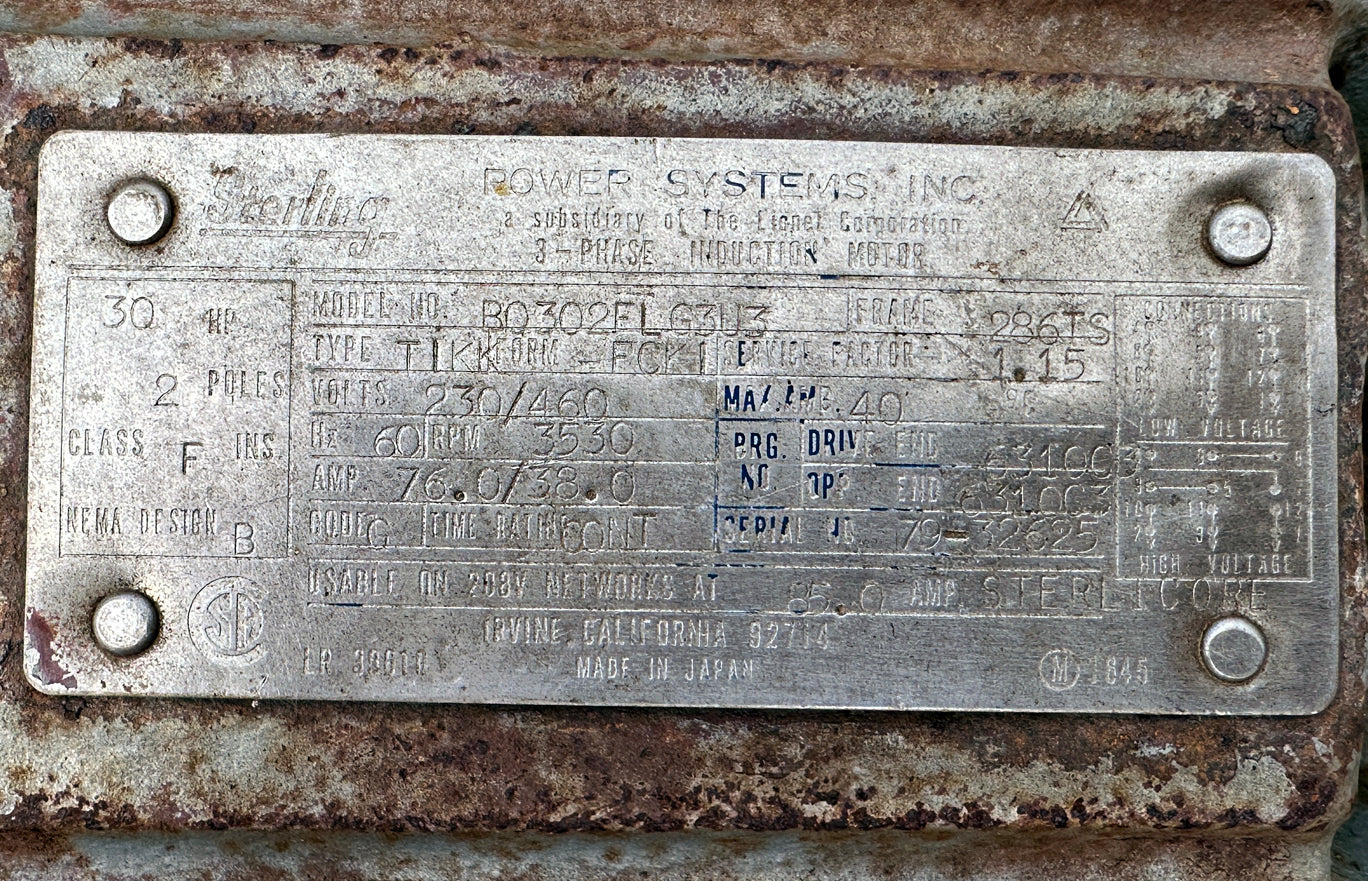 Sterling
POWER SYSTEMS, INC.
a subsidiary of The Lionel Corporation
3-PHASE INDUCTION MOTOR
30 HP
2 POLES
CLASS F INS
NEMA DESIGN B
MODEL NO. FRAME 286TS
TYPE TIKK FORM -FCK1 SERVICE FACTOR 1.15
VOLTS 230/460 MAX. AMB. 40 °C
Hz 60 RPM 3530 BRG. NO. DRIVE END 6310C3
AMP. 76.0/38.0 OPP. END 6310C3
CODE G TIME RATING CONT SERIAL NO. 79-32625
USABLE ON 208V NETWORKS AT 85.0 AMP. STERLICORE
CONNECTIONS
LOW VOLTAGE
HIGH VOLTAGE
IRVINE, CALIFORNIA 92714
MADE IN JAPAN
LR
M 1845